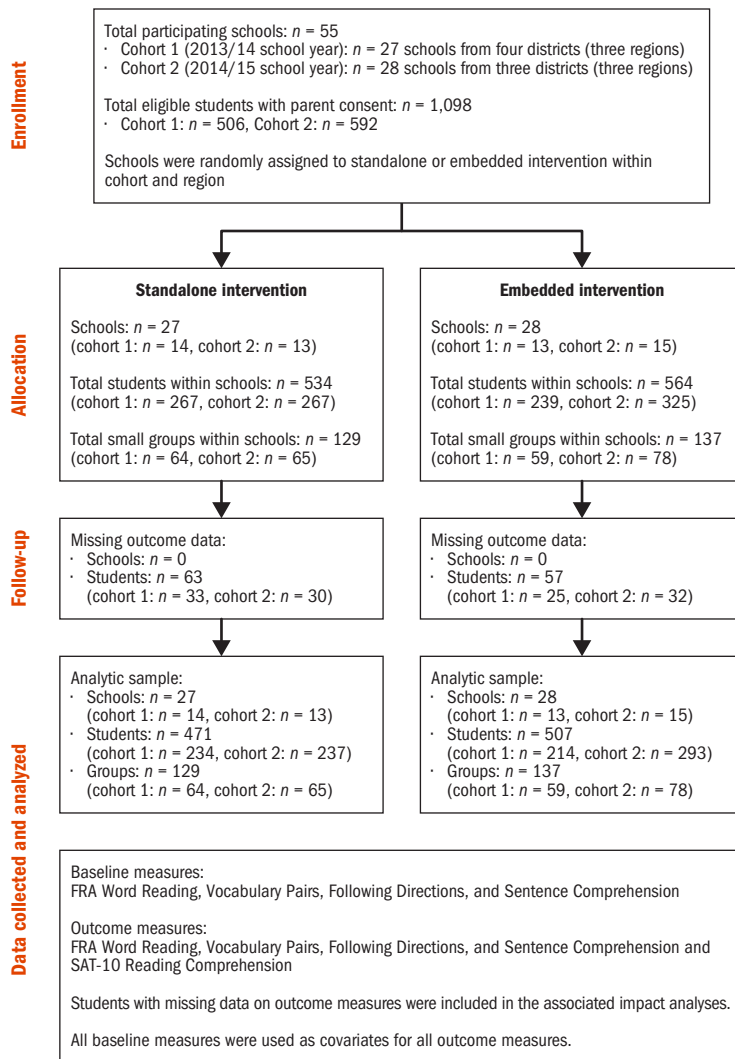 Enrollment
Total participating schools: n = 55
· Cohort 1 (2013/14 school year): n = 27 schools from four districts (three regions)
· Cohort 2 (2014/15 school year): n = 28 schools from three districts (three regions)
Total eligible students with parent consent: n = 1,098
· Cohort 1: n = 506, Cohort 2: n = 592
Schools were randomly assigned to standalone or embedded intervention within
cohort and region
Allocation
Standalone intervention
Schools: n = 27
(cohort 1: n = 14, cohort 2: n = 13)
Total students within schools: n = 534
(cohort 1: n = 267, cohort 2: n = 267)
Total small groups within schools: n = 129
(cohort 1: n = 64, cohort 2: n = 65)
Embedded intervention
Schools: n = 28
(cohort 1: n = 13, cohort 2: n = 15)
Total students within schools: n = 564
(cohort 1: n = 239, cohort 2: n = 325)
Total small groups within schools: n = 137
(cohort 1: n = 59, cohort 2: n = 78)
Follow-up
Missing outcome data:
· Schools: n = 0
· Students: n = 63
(cohort 1: n = 33, cohort 2: n = 30)
Missing outcome data:
· Schools: n = 0
· Students: n = 57
(cohort 1: n = 25, cohort 2: n = 32)
Data collected and analyzed
Analytic sample:
· Schools: n = 27
(cohort 1: n = 14, cohort 2: n = 13)
· Students: n = 471
(cohort 1: n = 234, cohort 2: n = 237)
· Groups: n = 129
(cohort 1: n = 64, cohort 2: n = 65)
Analytic sample:
· Schools: n = 28
(cohort 1: n = 13, cohort 2: n = 15)
· Students: n = 507
(cohort 1: n = 214, cohort 2: n = 293)
· Groups: n = 137
(cohort 1: n = 59, cohort 2: n = 78)
Baseline measures:
FRA Word Reading, Vocabulary Pairs, Following Directions, and Sentence Comprehension
Outcome measures:
FRA Word Reading, Vocabulary Pairs, Following Directions, and Sentence Comprehension and
SAT-10 Reading Comprehension
Students with missing data on outcome measures were included in the associated impact analyses.
All baseline measures were used as covariates for all outcome measures.